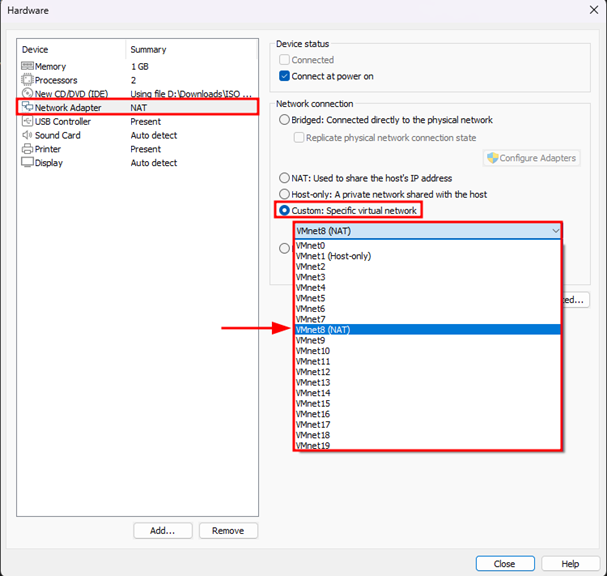 Hardware
Device Summary
Memory 1 GB
Processors 2
New CD/DVD (IDE) Using file D:\Downloads\ISO ...
Network Adapter NAT
USB Controller Present
Sound Card Auto detect
Printer Present
Display Auto detect
Add... Remove
Device status
Connected
Connect at power on
Network connection
Bridged: Connected directly to the physical network
Replicate physical network connection state
Configure Adapters
NAT: Used to share the host's IP address
Host-only: A private network shared with the host
Custom: Specific virtual network
VMnet8 (NAT)
VMnet0
VMnet1 (Host-only)
VMnet2
VMnet3
VMnet4
VMnet5
VMnet6
VMnet7
VMnet8 (NAT)
VMnet9
VMnet10
VMnet11
VMnet12
VMnet13
VMnet14
VMnet15
VMnet16
VMnet17
VMnet18
VMnet19
Close Help